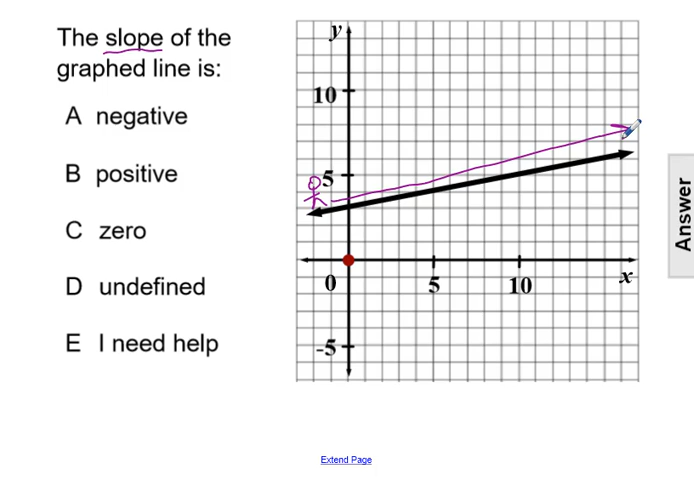 The slope of the
graphed line is:
A negative
B positive
C zero
D undefined
E I need help
y
10
5
0
5
10
x
-5
Answer
Extend Page